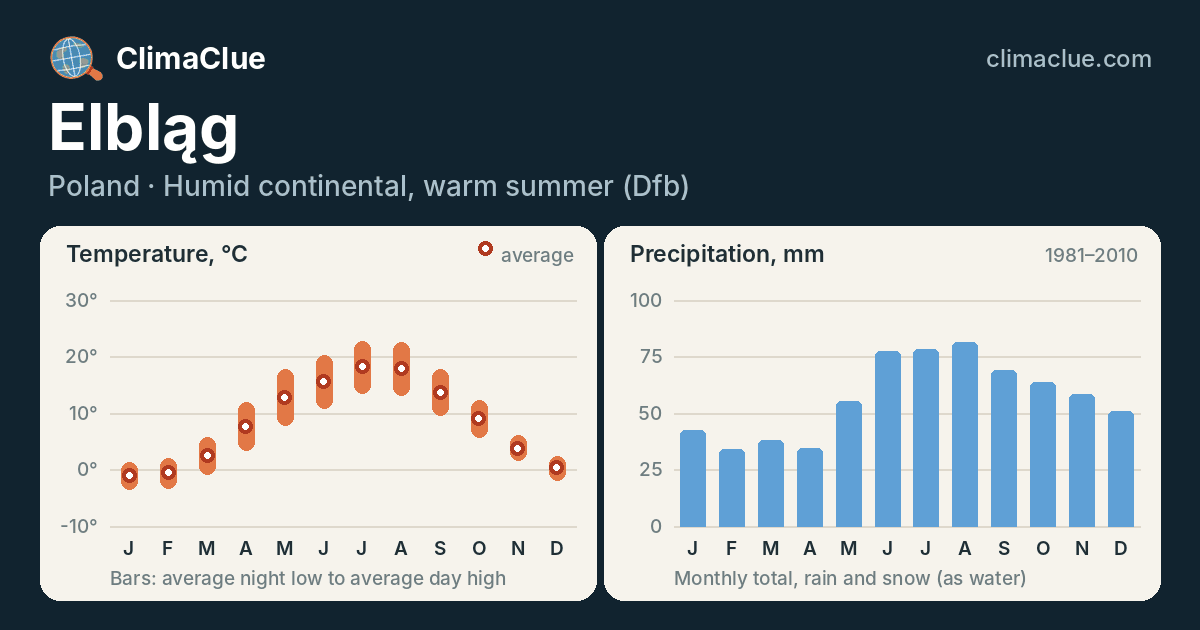 ClimaClue
climaclue.com
Elbląg
Poland · Humid continental, warm summer (Dfb)
Temperature, °C
average
30°
20°
10°
0°
-10°
J F M A M J J A S O N D
Bars: average night low to average day high
Precipitation, mm
1981–2010
100
75
50
25
0
J F M A M J J A S O N D
Monthly total, rain and snow (as water)